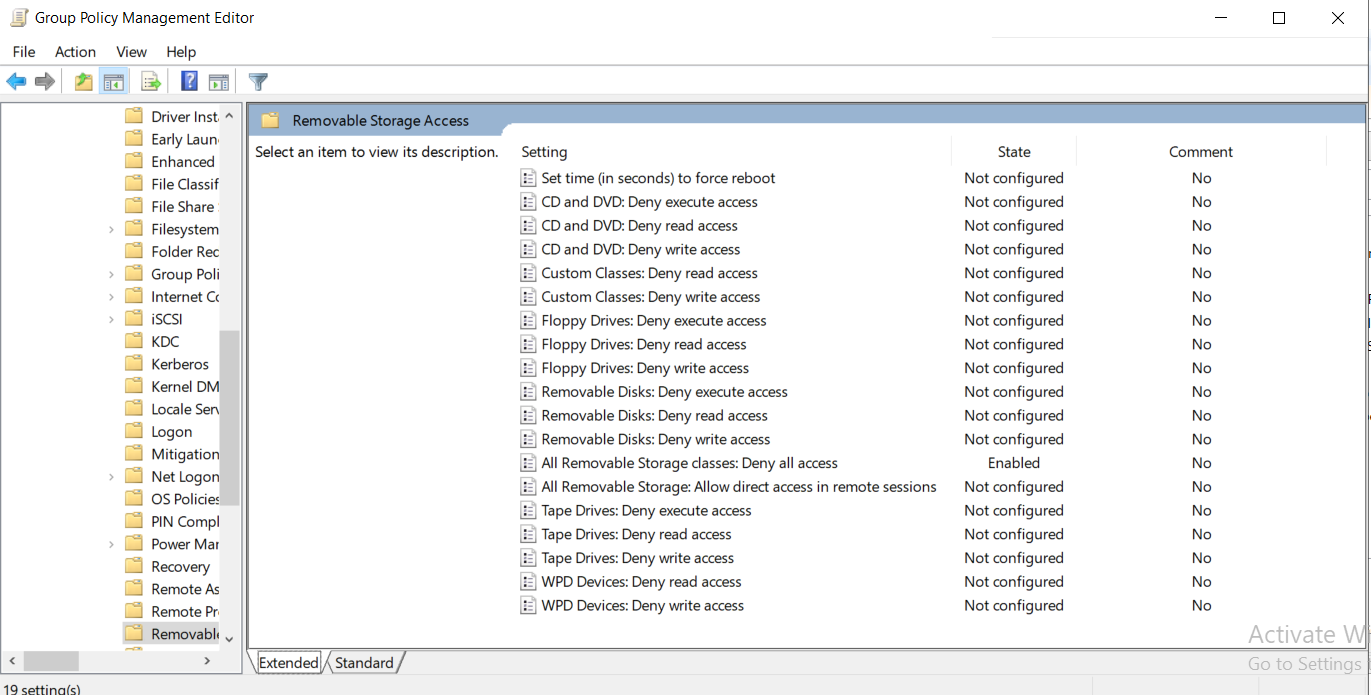 Group Policy Management Editor
File Action View Help
Driver Inst
Early Laun
Enhanced
File Classif
File Share
Filesystem
Folder Rec
Group Poli
Internet Co
iSCSI
KDC
Kerberos
Kernel DM
Locale Serv
Logon
Mitigation
Net Logon
OS Policies
PIN Compl
Power Mar
Recovery
Remote As
Remote Pr
Removable
Removable Storage Access
Select an item to view its description.
Setting State Comment
Set time (in seconds) to force reboot Not configured No
CD and DVD: Deny execute access Not configured No
CD and DVD: Deny read access Not configured No
CD and DVD: Deny write access Not configured No
Custom Classes: Deny read access Not configured No
Custom Classes: Deny write access Not configured No
Floppy Drives: Deny execute access Not configured No
Floppy Drives: Deny read access Not configured No
Floppy Drives: Deny write access Not configured No
Removable Disks: Deny execute access Not configured No
Removable Disks: Deny read access Not configured No
Removable Disks: Deny write access Not configured No
All Removable Storage classes: Deny all access Enabled No
All Removable Storage: Allow direct access in remote sessions Not configured No
Tape Drives: Deny execute access Not configured No
Tape Drives: Deny read access Not configured No
Tape Drives: Deny write access Not configured No
WPD Devices: Deny read access Not configured No
WPD Devices: Deny write access Not configured No
Activate Wi
Go to Settings
Extended Standard
19 setting(s)